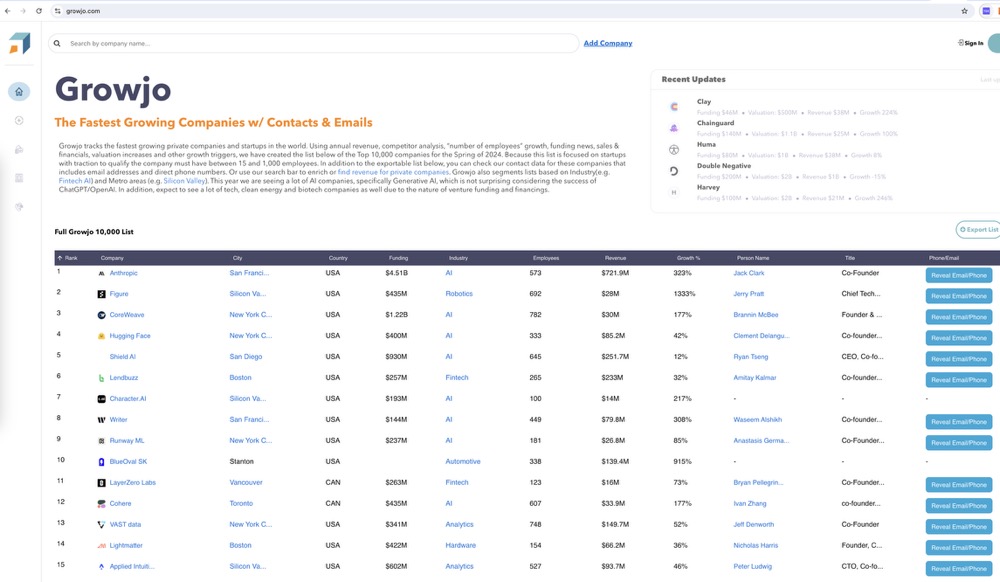 growjo.com
Search by company name...
Add Company
Sign In
Growjo
The Fastest Growing Companies w/ Contacts & Emails
Growjo tracks the fastest growing private companies and startups in the world. Using annual revenue, competitor analysis, "number of employees" growth, funding news, sales &
financials, valuation increases and other growth triggers, we have created the list below of the Top 10,000 companies for the Spring of 2024. Because this list is focused on startups
with traction to qualify the company must have between 15 and 1,000 employees. In addition to the exportable list below, you can check our contact data for these companies that
includes email addresses and direct phone numbers. Or use our search bar to enrich or find revenue for private companies. Growjo also segments lists based on Industry(e.g.
Fintech AI) and Metro areas (e.g. Silicon Valley). This year we are seeing a lot of AI companies, specifically Generative AI, which is not surprising considering the success of
ChatGPT/OpenAI. In addition, expect to see a lot of tech, clean energy and biotech companies as well due to the nature of venture funding and financings.
Recent Updates
Clay
Funding $46M • Valuation: $500M • Revenue $38M • Growth 224%
Chainguard
Funding $140M • Valuation: $1.1B • Revenue $25M • Growth 100%
Huma
Funding $80M • Valuation: $1B • Revenue $38M • Growth 8%
Double Negative
Funding $200M • Valuation: $2B • Revenue $1B • Growth -15%
Harvey
Funding $100M • Valuation: $2B • Revenue $21M • Growth 246%
Full Growjo 10,000 List
Export List
Rank Company City Country Funding Industry Employees Revenue Growth % Person Name Title Phone/Email
1 Anthropic San Franci... USA $4.51B AI 573 $721.9M 323% Jack Clark Co-Founder Reveal Email/Phone
2 Figure Silicon Va... USA $435M Robotics 692 $28M 1333% Jerry Pratt Chief Tech... Reveal Email/Phone
3 CoreWeave New York C... USA $1.22B AI 782 $30M 177% Brannin McBee Founder & ... Reveal Email/Phone
4 Hugging Face New York C... USA $400M AI 333 $85.2M 42% Clement Delangu... Co-founder... Reveal Email/Phone
5 Shield AI San Diego USA $930M AI 645 $251.7M 12% Ryan Tseng CEO, Co-fo... Reveal Email/Phone
6 Lendbuzz Boston USA $257M Fintech 265 $233M 32% Amitay Kalmar Co-founder... Reveal Email/Phone
7 Character.AI Silicon Va... USA $193M AI 100 $14M 217% - - -
8 Writer San Franci... USA $144M AI 449 $79.8M 308% Waseem Alshikh Co-founder... Reveal Email/Phone
9 Runway ML New York C... USA $237M AI 181 $26.8M 85% Anastasis Germa... Co-Founder... Reveal Email/Phone
10 BlueOval SK Stanton USA Automotive 338 $139.4M 915% - - -
11 LayerZero Labs Vancouver CAN $263M Fintech 123 $16M 73% Bryan Pellegrin... Co-Founder... Reveal Email/Phone
12 Cohere Toronto CAN $435M AI 607 $33.9M 177% Ivan Zhang co-founder... Reveal Email/Phone
13 VAST data New York C... USA $341M Analytics 748 $149.7M 52% Jeff Denworth Co-Founder Reveal Email/Phone
14 Lightmatter Boston USA $422M Hardware 154 $66.2M 36% Nicholas Harris Founder, C... Reveal Email/Phone
15 Applied Intuiti... Silicon Va... USA $602M Analytics 527 $93.7M 46% Peter Ludwig CTO, Co-fo... Reveal Email/Phone